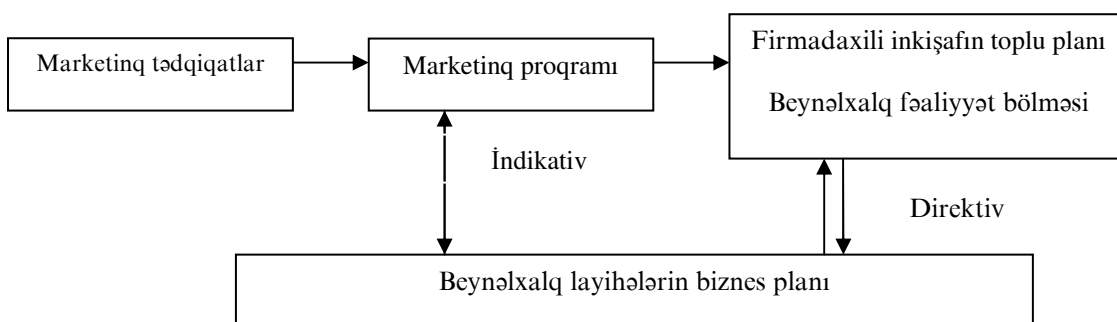 Marketinq tədqiqatlar
Marketinq proqramı
Firmadaxili inkişafın toplu planı
Beynəlxalq fəaliyyət bölməsi
İndikativ
Direktiv
Beynəlxalq layihələrin biznes planı